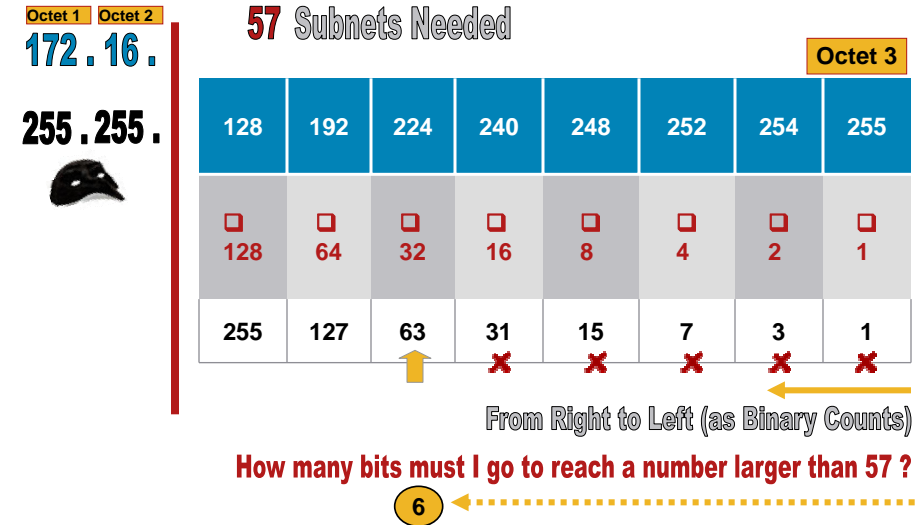 Octet 1 Octet 2
172 . 16 .
57 Subnets Needed
Octet 3
255 . 255 .
128 192 224 240 248 252 254 255
128 64 32 16 8 4 2 1
255 127 63 31 15 7 3 1
From Right to Left (as Binary Counts)
How many bits must I go to reach a number larger than 57 ?
6